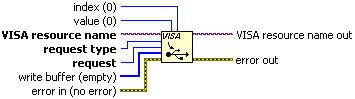 index (0)
value (0)
VISA resource name
VISA
VISA resource name out
request type
request
error out
write buffer (empty)
error in (no error)